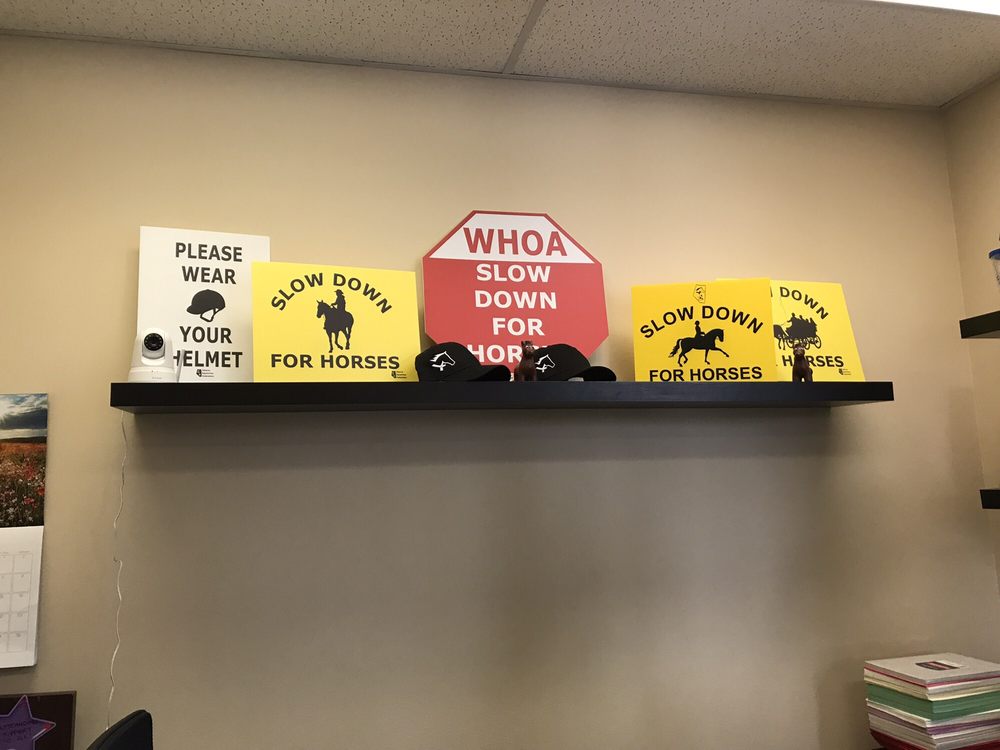 PLEASE
WEAR
YOUR
HELMET
SLOW DOWN
FOR HORSES
WHOA
SLOW
DOWN
FOR
SLOW DOWN
FOR HORSES
DOWN
HORSES